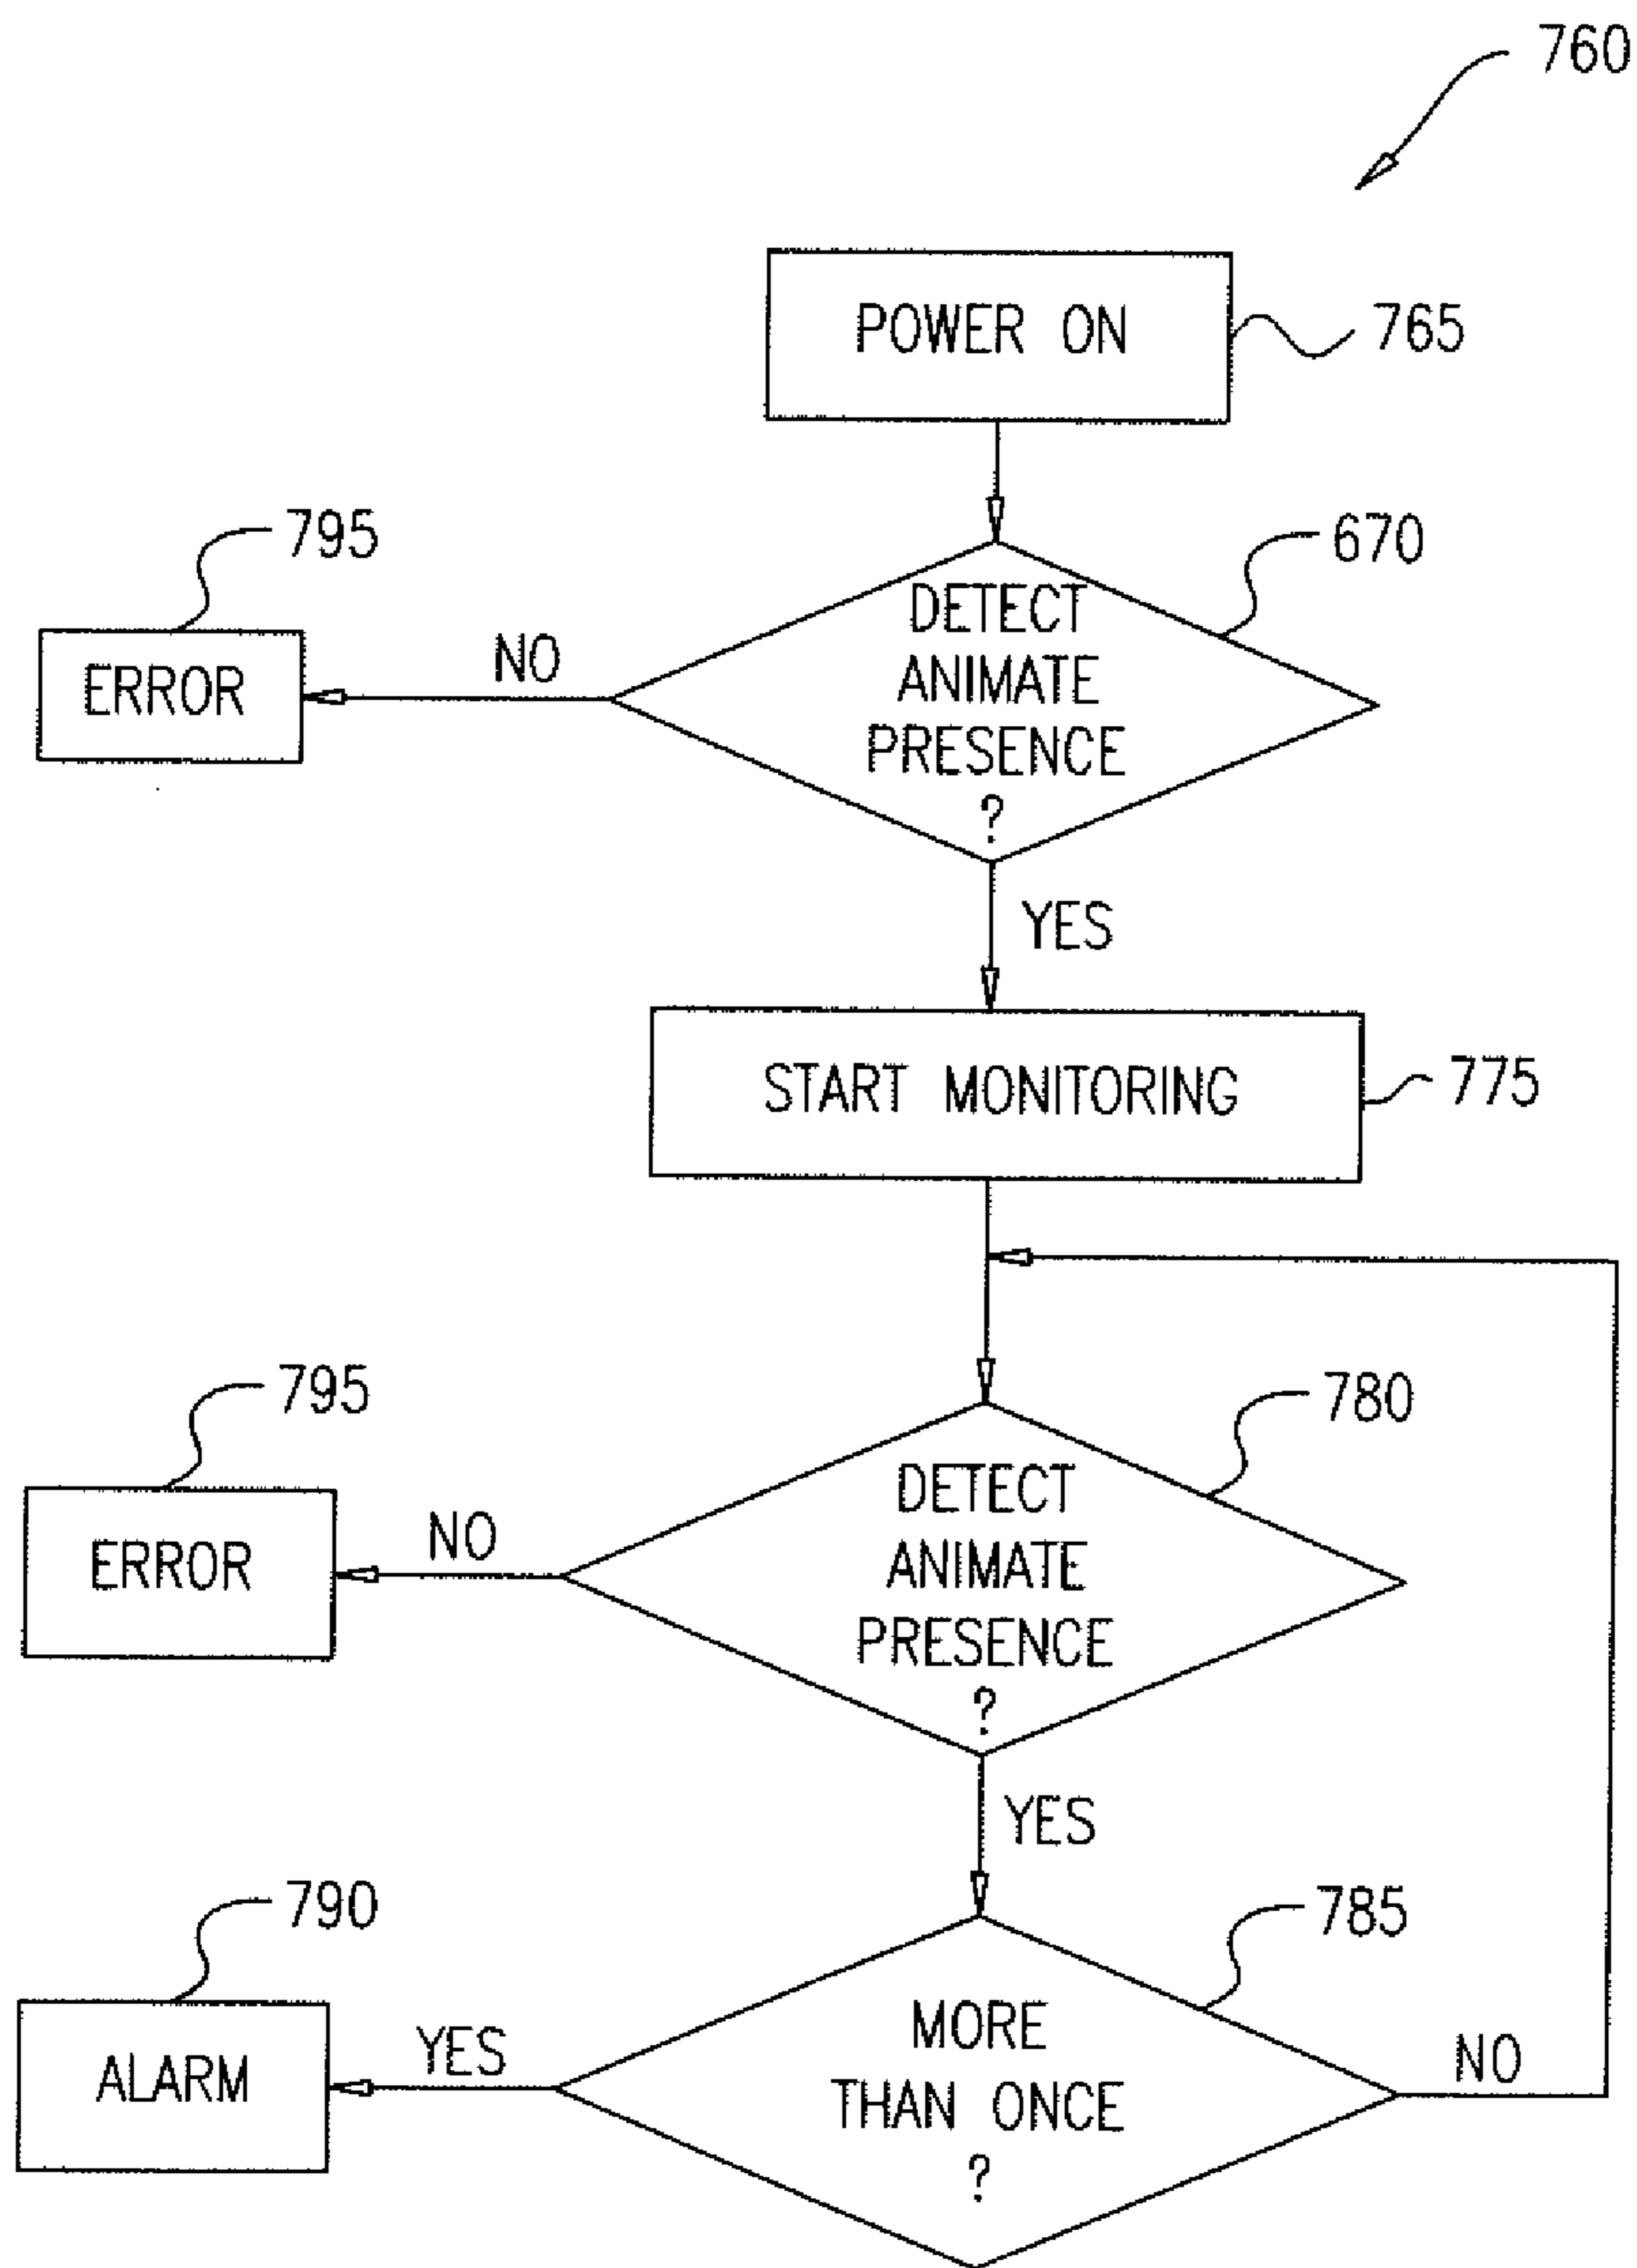 760
POWER ON
765
795
670
DETECT
ANIMATE
PRESENCE
?
NO
ERROR
YES
START MONITORING
775
795
780
DETECT
ANIMATE
PRESENCE
?
NO
ERROR
YES
790
785
MORE
THAN ONCE
?
YES
NO
ALARM